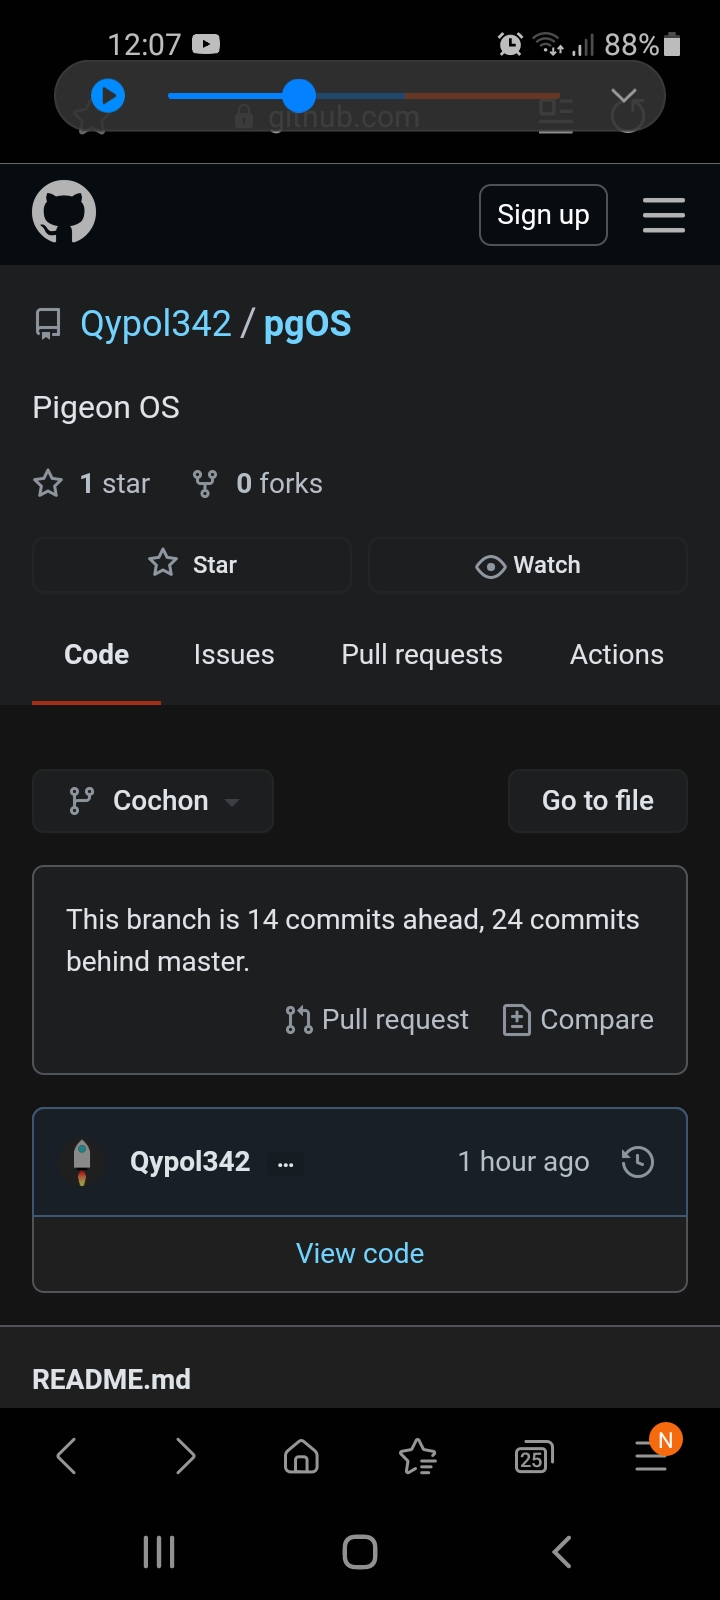 12:07
88%
github.com
Sign up
Qypol342 / pgOS
Pigeon OS
1 star 0 forks
Star Watch
Code Issues Pull requests Actions
Cochon Go to file
This branch is 14 commits ahead, 24 commits
behind master.
Pull request Compare
Qypol342 ... 1 hour ago
View code
README.md
N
25